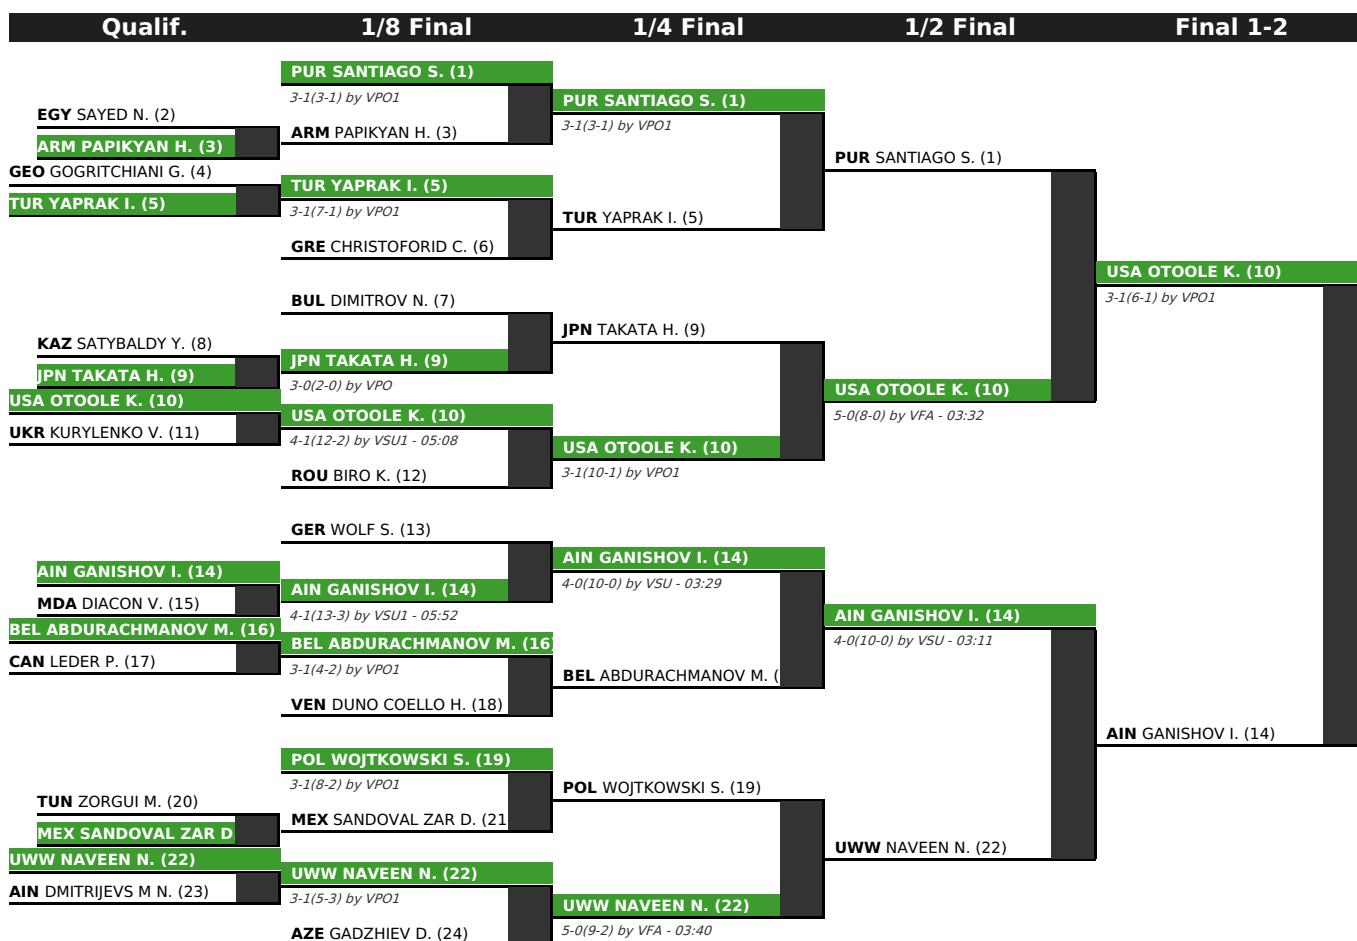 Qualif.
1/8 Final
1/4 Final
1/2 Final
Final 1-2
EGY SAYED N. (2)
ARM PAPIKYAN H. (3)
GEO GOGRITCHIANI G. (4)
TUR YAPRAK I. (5)
KAZ SATYBALDY Y. (8)
JPN TAKATA H. (9)
USA OTOOLE K. (10)
UKR KURYLENKO V. (11)
AIN GANISHOV I. (14)
MDA DIACON V. (15)
BEL ABDURACHMANOV M. (16)
CAN LEDER P. (17)
TUN ZORGUI M. (20)
MEX SANDOVAL ZAR D
UWW NAVEEN N. (22)
AIN DMITRIJEVS M N. (23)
PUR SANTIAGO S. (1)
3-1(3-1) by VPO1
ARM PAPIKYAN H. (3)
TUR YAPRAK I. (5)
3-1(7-1) by VPO1
GRE CHRISTOFORID C. (6)
BUL DIMITROV N. (7)
JPN TAKATA H. (9)
3-0(2-0) by VPO
USA OTOOLE K. (10)
4-1(12-2) by VSU1 - 05:08
ROU BIRO K. (12)
GER WOLF S. (13)
AIN GANISHOV I. (14)
4-1(13-3) by VSU1 - 05:52
BEL ABDURACHMANOV M. (16)
3-1(4-2) by VPO1
VEN DUNO COELLO H. (18)
POL WOJTKOWSKI S. (19)
3-1(8-2) by VPO1
MEX SANDOVAL ZAR D. (21
UWW NAVEEN N. (22)
3-1(5-3) by VPO1
AZE GADZHIEV D. (24)
PUR SANTIAGO S. (1)
3-1(3-1) by VPO1
TUR YAPRAK I. (5)
JPN TAKATA H. (9)
USA OTOOLE K. (10)
3-1(10-1) by VPO1
AIN GANISHOV I. (14)
4-0(10-0) by VSU - 03:29
BEL ABDURACHMANOV M. (
POL WOJTKOWSKI S. (19)
UWW NAVEEN N. (22)
5-0(9-2) by VFA - 03:40
PUR SANTIAGO S. (1)
USA OTOOLE K. (10)
5-0(8-0) by VFA - 03:32
AIN GANISHOV I. (14)
4-0(10-0) by VSU - 03:11
UWW NAVEEN N. (22)
USA OTOOLE K. (10)
3-1(6-1) by VPO1
AIN GANISHOV I. (14)